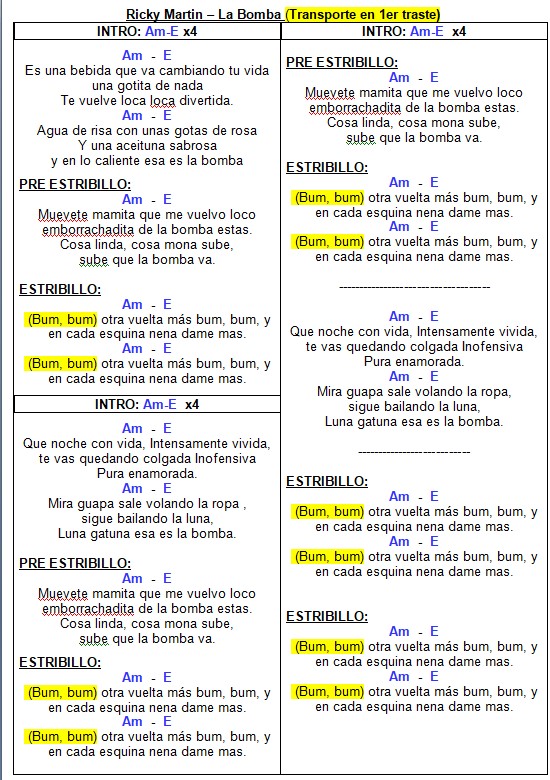 Ricky Martin – La Bomba (Transporte en 1er traste)
INTRO: Am-E x4
Am - E
Es una bebida que va cambiando tu vida
una gotita de nada
Te vuelve loca loca divertida.
Am - E
Agua de risa con unas gotas de rosa
Y una aceituna sabrosa
y en lo caliente esa es la bomba
PRE ESTRIBILLO:
Am - E
Muevete mamita que me vuelvo loco
emborrachadita de la bomba estas.
Cosa linda, cosa mona sube,
sube que la bomba va.
ESTRIBILLO:
Am - E
(Bum, bum) otra vuelta más bum, bum, y
en cada esquina nena dame mas.
Am - E
(Bum, bum) otra vuelta más bum, bum, y
en cada esquina nena dame mas.
INTRO: Am-E x4
Am - E
Que noche con vida, Intensamente vivida,
te vas quedando colgada Inofensiva
Pura enamorada.
Am - E
Mira guapa sale volando la ropa ,
sigue bailando la luna,
Luna gatuna esa es la bomba.
PRE ESTRIBILLO:
Am - E
Muevete mamita que me vuelvo loco
emborrachadita de la bomba estas.
Cosa linda, cosa mona sube,
sube que la bomba va.
ESTRIBILLO:
Am - E
(Bum, bum) otra vuelta más bum, bum, y
en cada esquina nena dame mas.
Am - E
(Bum, bum) otra vuelta más bum, bum, y
en cada esquina nena dame mas.
INTRO: Am-E x4
PRE ESTRIBILLO:
Am - E
Muevete mamita que me vuelvo loco
emborrachadita de la bomba estas.
Cosa linda, cosa mona sube,
sube que la bomba va.
ESTRIBILLO:
Am - E
(Bum, bum) otra vuelta más bum, bum, y
en cada esquina nena dame mas.
Am - E
(Bum, bum) otra vuelta más bum, bum, y
en cada esquina nena dame mas.
------------------------------------
Am - E
Que noche con vida, Intensamente vivida,
te vas quedando colgada Inofensiva
Pura enamorada.
Am - E
Mira guapa sale volando la ropa,
sigue bailando la luna,
Luna gatuna esa es la bomba.
---------------------------
ESTRIBILLO:
Am - E
(Bum, bum) otra vuelta más bum, bum, y
en cada esquina nena dame mas.
Am - E
(Bum, bum) otra vuelta más bum, bum, y
en cada esquina nena dame mas.
ESTRIBILLO:
Am - E
(Bum, bum) otra vuelta más bum, bum, y
en cada esquina nena dame mas.
Am - E
(Bum, bum) otra vuelta más bum, bum, y
en cada esquina nena dame mas.